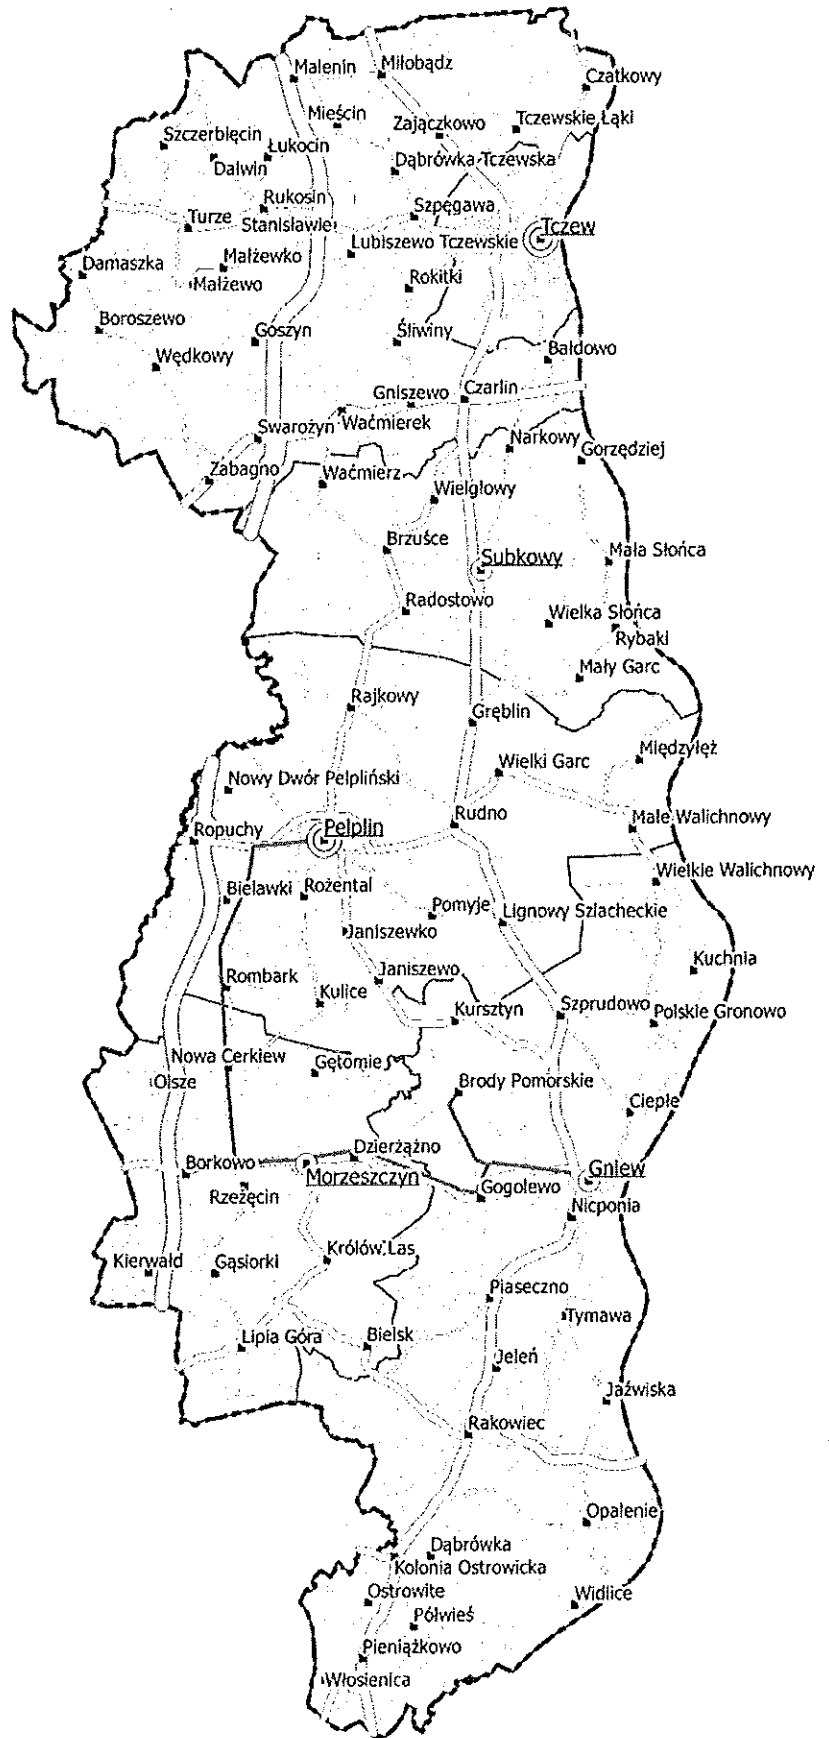 Malenin
Miłobądz
Czatkowy
Mieścin
Zajączkowo
Tczewskie Łąki
Szczerbięcin
Łukocin
Dalwin
Dąbrówka Tczewska
Rukosin
Szpęgawa
Turze
Stanisławie
Tczew
Lubiszewo Tczewskie
Małżewko
Damaszka
Małżewo
Rokitki
Boroszewo
Goszyn
Śliwiny
Bałdowo
Wędkowy
Gniszewo
Czarlin
Waćmierek
Swarożyn
Narkowy
Gorzędziej
Zabagno
Waćmierz
Wielgłowy
Brzuśce
Subkowy
Mała Słońca
Radostowo
Wielka Słońca
Rybaki
Mały Garc
Rajkowy
Gręblin
Międzyłęż
Wielki Garc
Nowy Dwór Pelpliński
Rudno
Małe Walichnowy
Ropuchy
Pelplin
Wielkie Walichnowy
Bielawki
Rożental
Pomyje
Lignowy Szlacheckie
Janiszewko
Kuchnia
Rombark
Janiszewo
Kulice
Kursztyn
Szprudowo
Polskie Gronowo
Nowa Cerkiew
Gętomie
Olsze
Brody Pomorskie
Ciepłe
Dzierżążno
Borkowo
Morzeszczyn
Gniew
Rzeżęcin
Gogolewo
Nicponia
Królów Las
Kierwałd
Gąsiorki
Piaseczno
Tymawa
Lipia Góra
Bielsk
Jeleń
Jaźwiska
Rakowiec
Opalenie
Dąbrówka
Kolonia Ostrowicka
Ostrowite
Widlice
Półwieś
Pieniążkowo
Włosienica